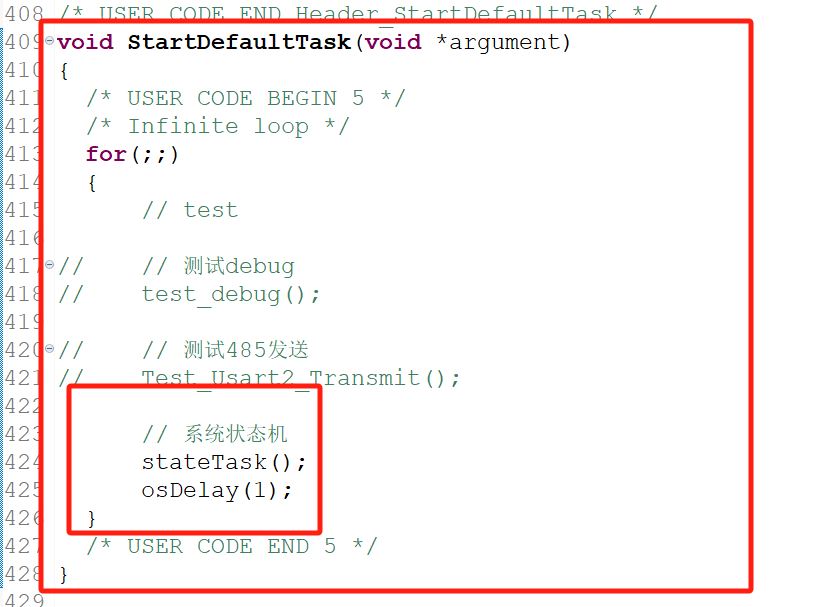 408 /* USER CODE END Header_StartDefaultTask */
409 void StartDefaultTask(void *argument)
410 {
411   /* USER CODE BEGIN 5 */
412   /* Infinite loop */
413   for(;;)
414   {
415       // test
416
417 //    // 测试debug
418 //    test_debug();
419
420 //    // 测试485发送
421 //    Test_Usart2_Transmit();
422
423       // 系统状态机
424       stateTask();
425       osDelay(1);
426   }
427   /* USER CODE END 5 */
428 }
429